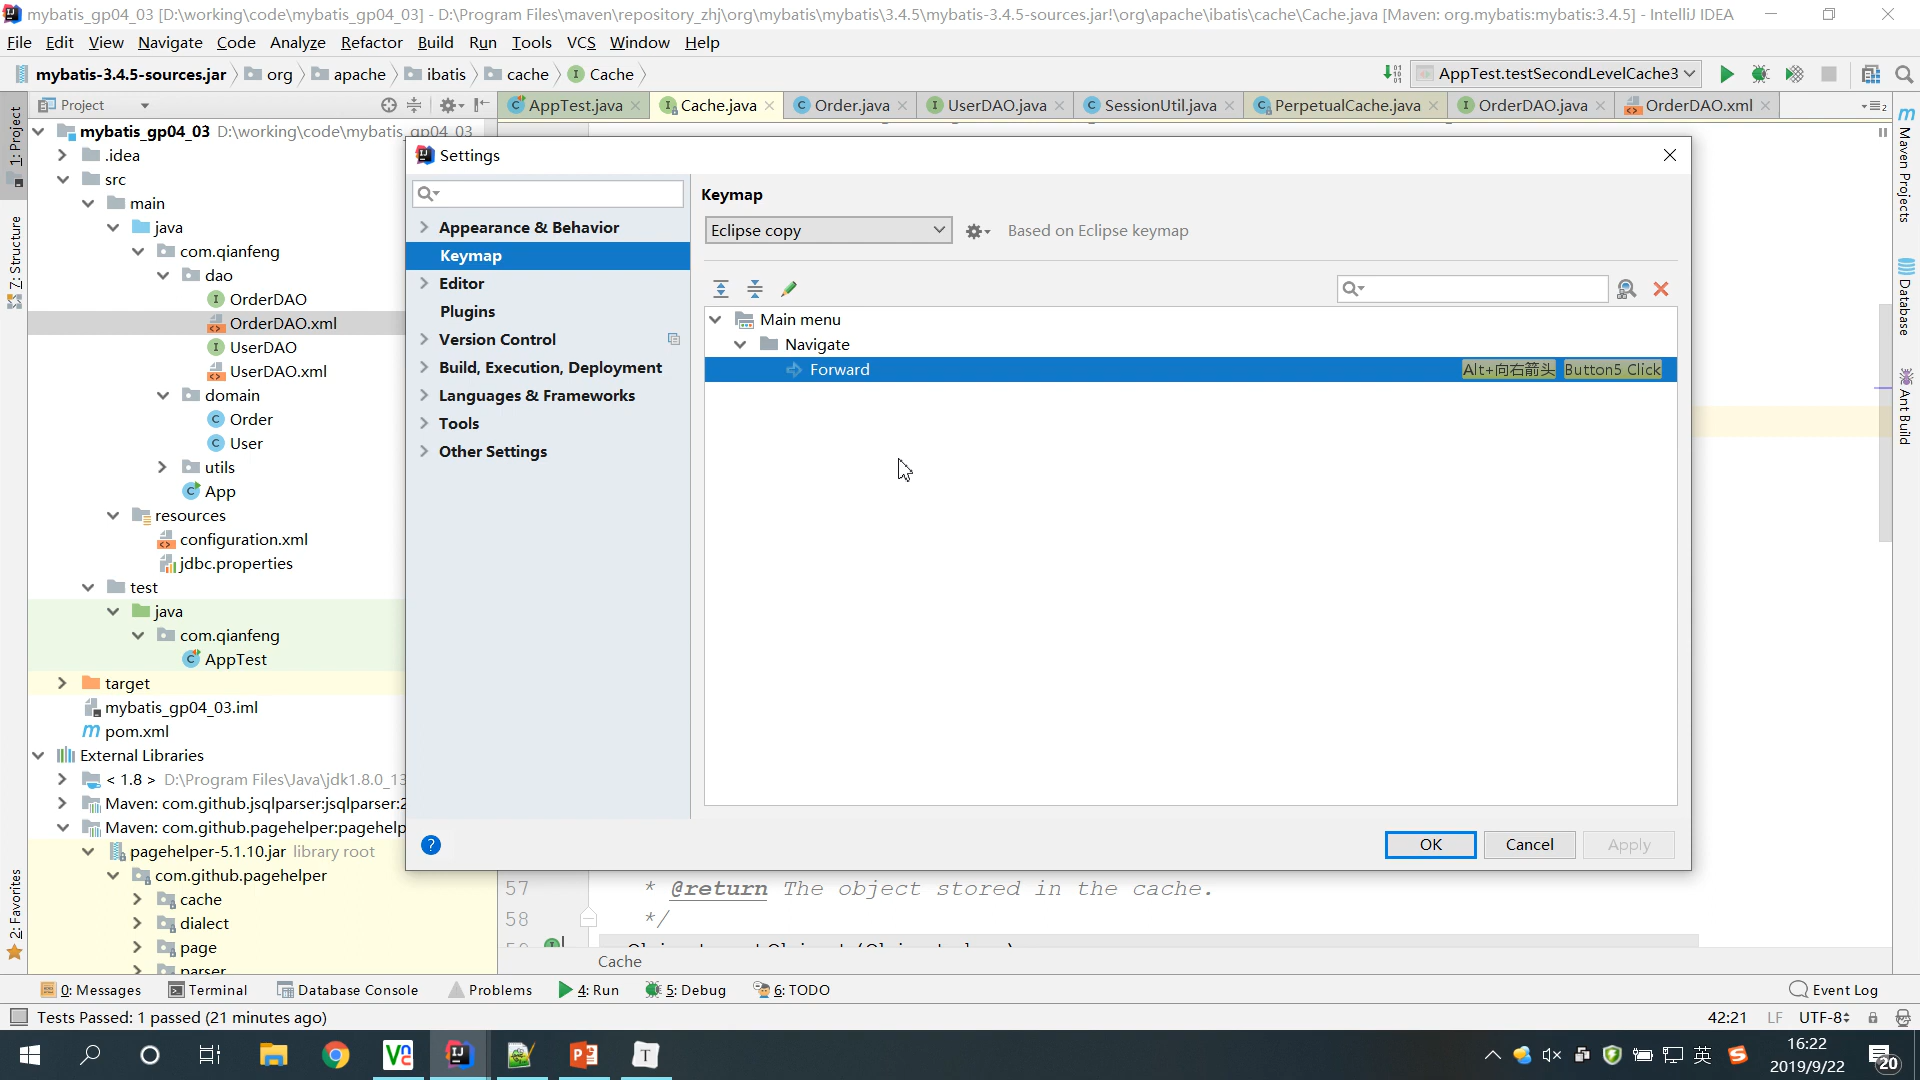 mybatis_gp04_03 [D:\working\code\mybatis_gp04_03] - D:\Program Files\maven\repository_zhj\org\mybatis\mybatis\3.4.5\mybatis-3.4.5-sources.jar!\org\apache\ibatis\cache\Cache.java [Maven: org.mybatis:mybatis:3.4.5] - IntelliJ IDEA
File Edit View Navigate Code Analyze Refactor Build Run Tools VCS Window Help
mybatis-3.4.5-sources.jar org apache ibatis cache Cache AppTest.testSecondLevelCache3
Project AppTest.java Cache.java Order.java UserDAO.java SessionUtil.java PerpetualCache.java OrderDAO.java OrderDAO.xml
1: Project
7: Structure
2: Favorites
Maven Projects
Database
Ant Build
mybatis_gp04_03 D:\working\code\mybatis_gp04_03
.idea
src
main
java
com.qianfeng
dao
OrderDAO
OrderDAO.xml
UserDAO
UserDAO.xml
domain
Order
User
utils
App
resources
configuration.xml
jdbc.properties
test
java
com.qianfeng
AppTest
target
mybatis_gp04_03.iml
pom.xml
External Libraries
< 1.8 > D:\Program Files\Java\jdk1.8.0_13
Maven: com.github.jsqlparser:jsqlparser:2
Maven: com.github.pagehelper:pagehelp
pagehelper-5.1.10.jar library root
com.github.pagehelper
cache
dialect
page
parser
Settings
Appearance & Behavior
Keymap
Editor
Plugins
Version Control
Build, Execution, Deployment
Languages & Frameworks
Tools
Other Settings
Keymap
Eclipse copy Based on Eclipse keymap
Main menu
Navigate
Forward Alt+向右箭头 Button5 Click
? OK Cancel Apply
57 * @return The object stored in the cache.
58 */
Cache
0: Messages Terminal Database Console Problems 4: Run 5: Debug 6: TODO Event Log
Tests Passed: 1 passed (21 minutes ago) 42:21 LF UTF-8
英 16:22
2019/9/22 20